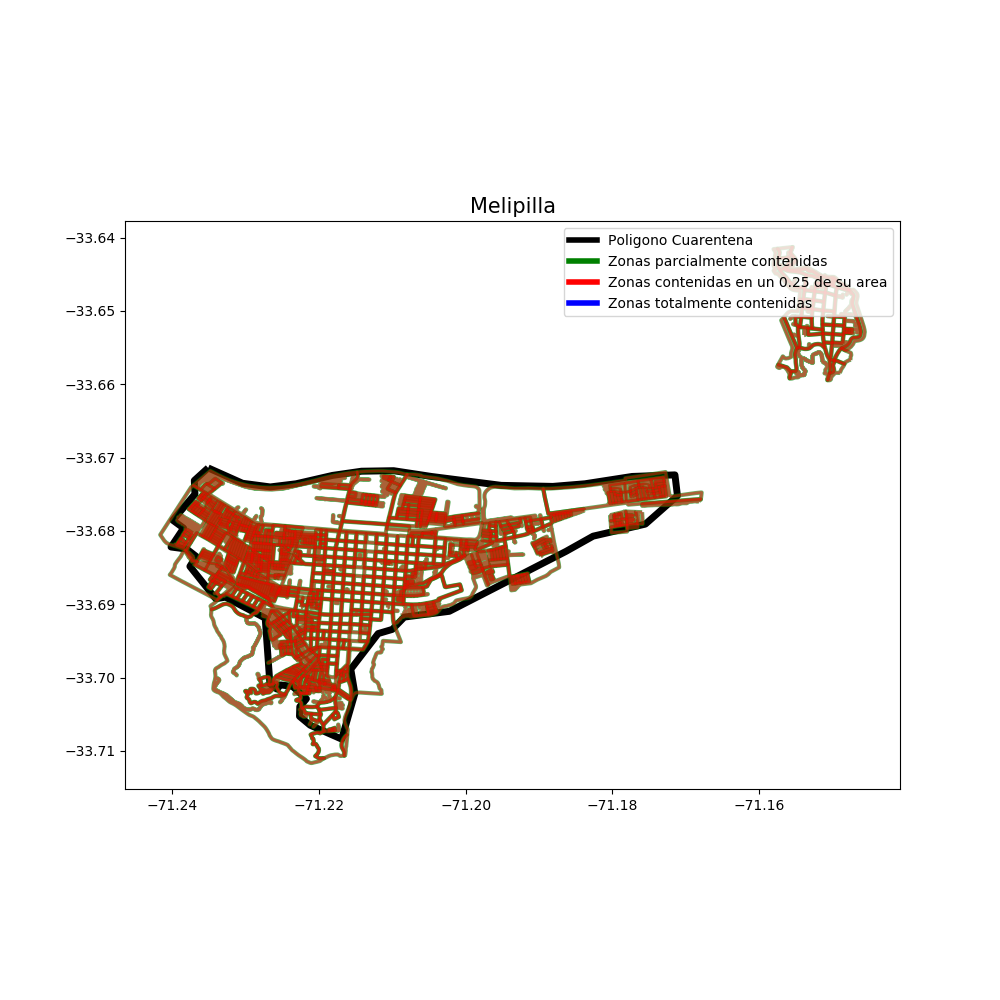 Melipilla
Poligono Cuarentena
Zonas parcialmente contenidas
Zonas contenidas en un 0.25 de su area
Zonas totalmente contenidas
−33.64
−33.65
−33.66
−33.67
−33.68
−33.69
−33.70
−33.71
−71.24 −71.22 −71.20 −71.18 −71.16